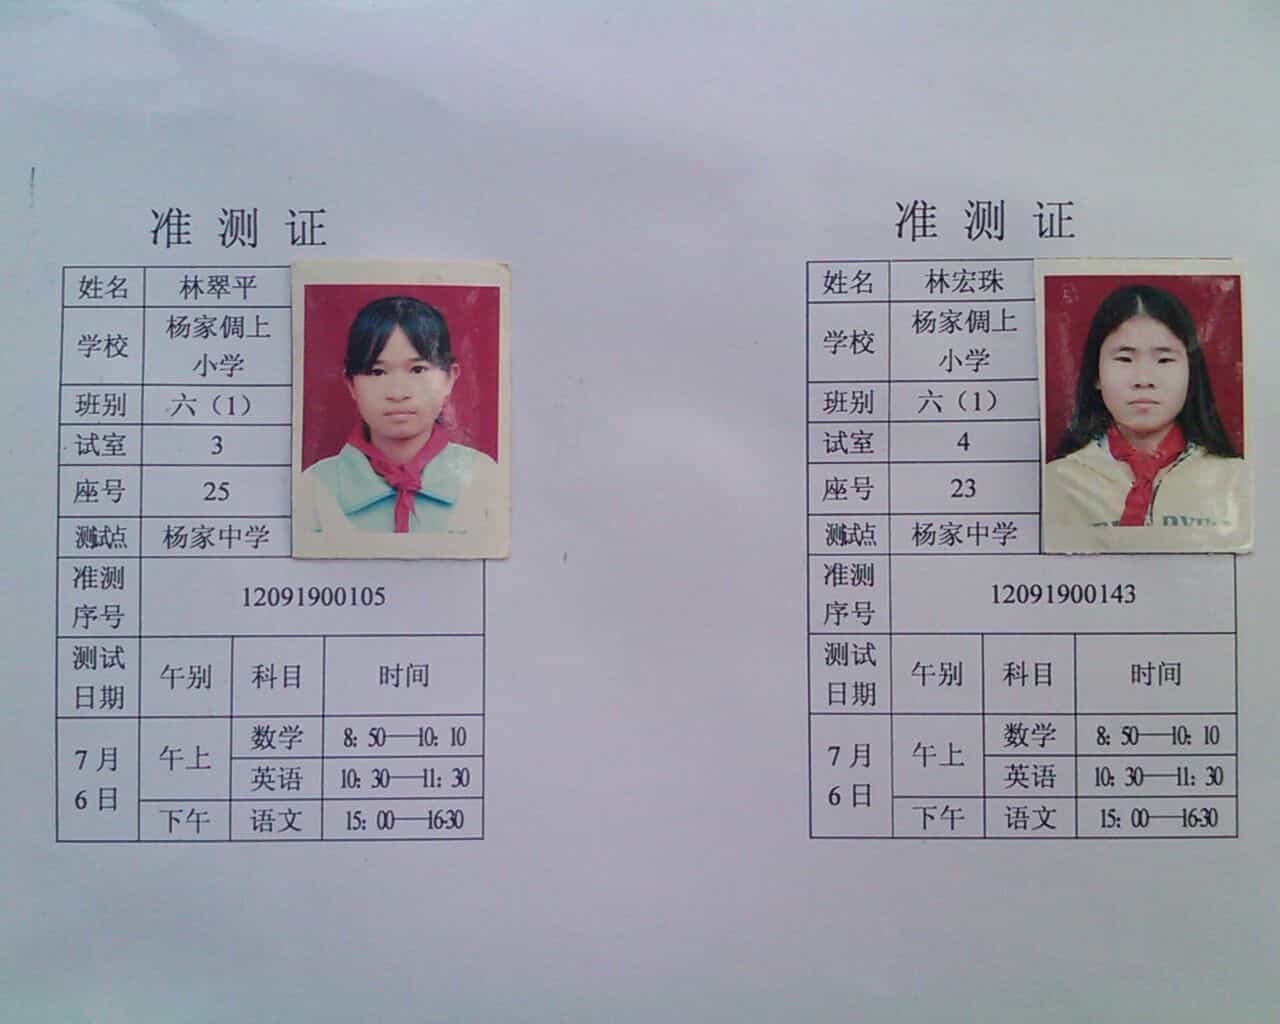 准 测 证
姓名 林翠平
学校 杨家倜上
小学
班别 六（1）
试室 3
座号 25
测试点 杨家中学
准测
序号 12091900105
测试
日期 午别 科目 时间
7 月
6 日 午上 数学 8：50──10：10
英语 10：30──11：30
下午 语文 15：00──16-30
准 测 证
姓名 林宏珠
学校 杨家倜上
小学
班别 六（1）
试室 4
座号 23
测试点 杨家中学
准测
序号 12091900143
测试
日期 午别 科目 时间
7 月
6 日 午上 数学 8：50──10：10
英语 10：30──11：30
下午 语文 15：00──16-30